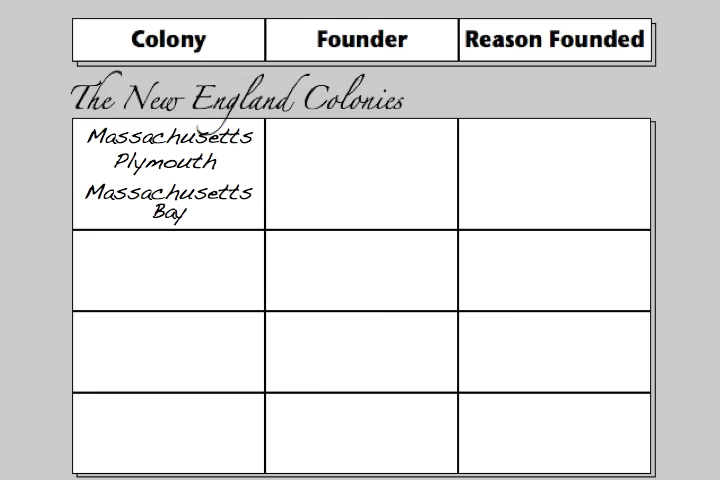 Colony Founder Reason Founded
The New England Colonies
Massachusetts
Plymouth
Massachusetts
Bay